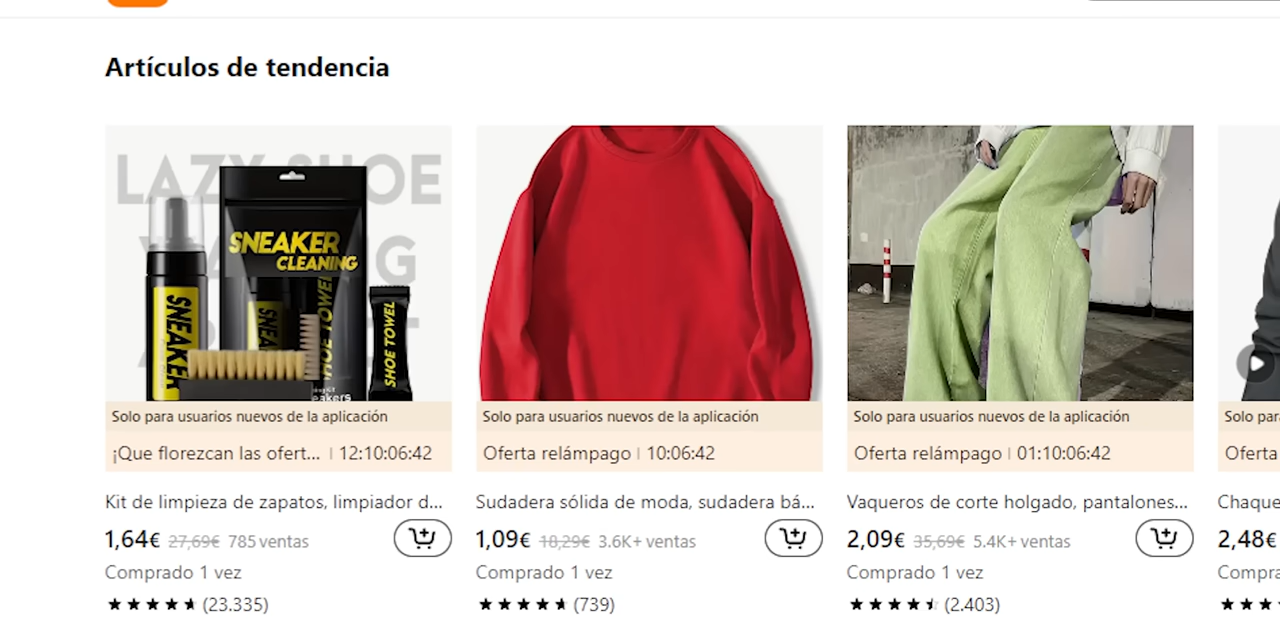 Artículos de tendencia
LAZY SHOE
SNEAKER
CLEANING
SHOE TOWEL
SNEAKER
SHOE TOWEL
Solo para usuarios nuevos de la aplicación
¡Que florezcan las ofert... | 12:10:06:42
Kit de limpieza de zapatos, limpiador d...
1,64€ 27,69€ 785 ventas
Comprado 1 vez
(23.335)
Solo para usuarios nuevos de la aplicación
Oferta relámpago | 10:06:42
Sudadera sólida de moda, sudadera bá...
1,09€ 18,29€ 3.6K+ ventas
Comprado 1 vez
(739)
Solo para usuarios nuevos de la aplicación
Oferta relámpago | 01:10:06:42
Vaqueros de corte holgado, pantalones...
2,09€ 35,69€ 5.4K+ ventas
Comprado 1 vez
(2.403)
Solo par
Oferta
Chaque
2,48€
Compra